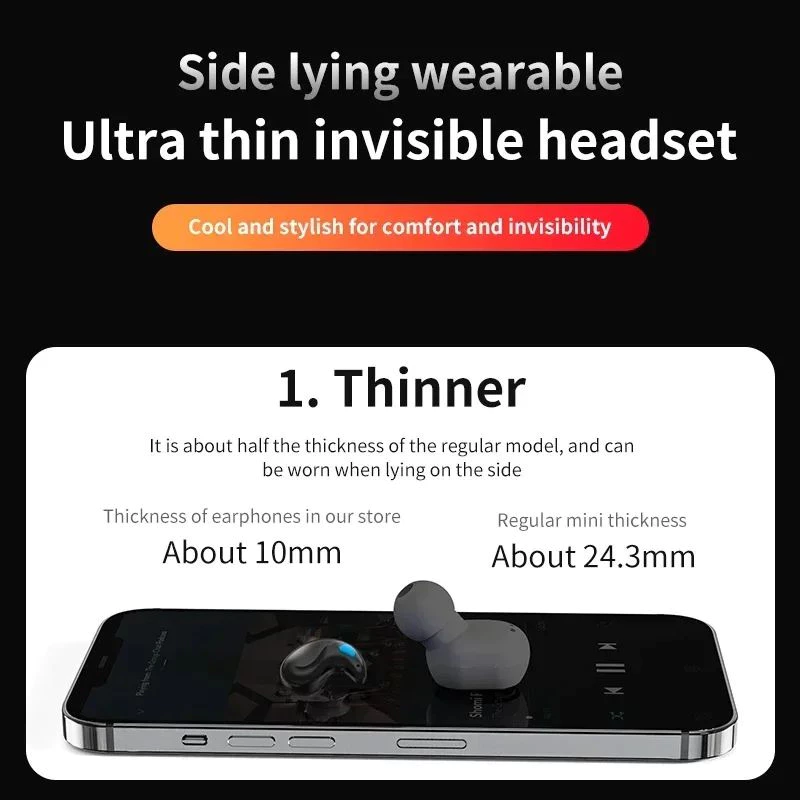 Side lying wearable
Ultra thin invisible headset
Cool and stylish for comfort and invisibility
1. Thinner
It is about half the thickness of the regular model, and can
be worn when lying on the side
Thickness of earphones in our store
About 10mm
Regular mini thickness
About 24.3mm
Shomi